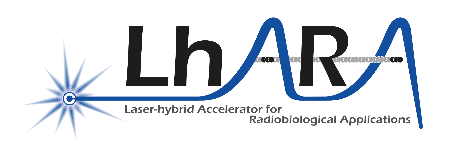 LhARA
Laser-hybrid Accelerator for
Radiobiological Applications